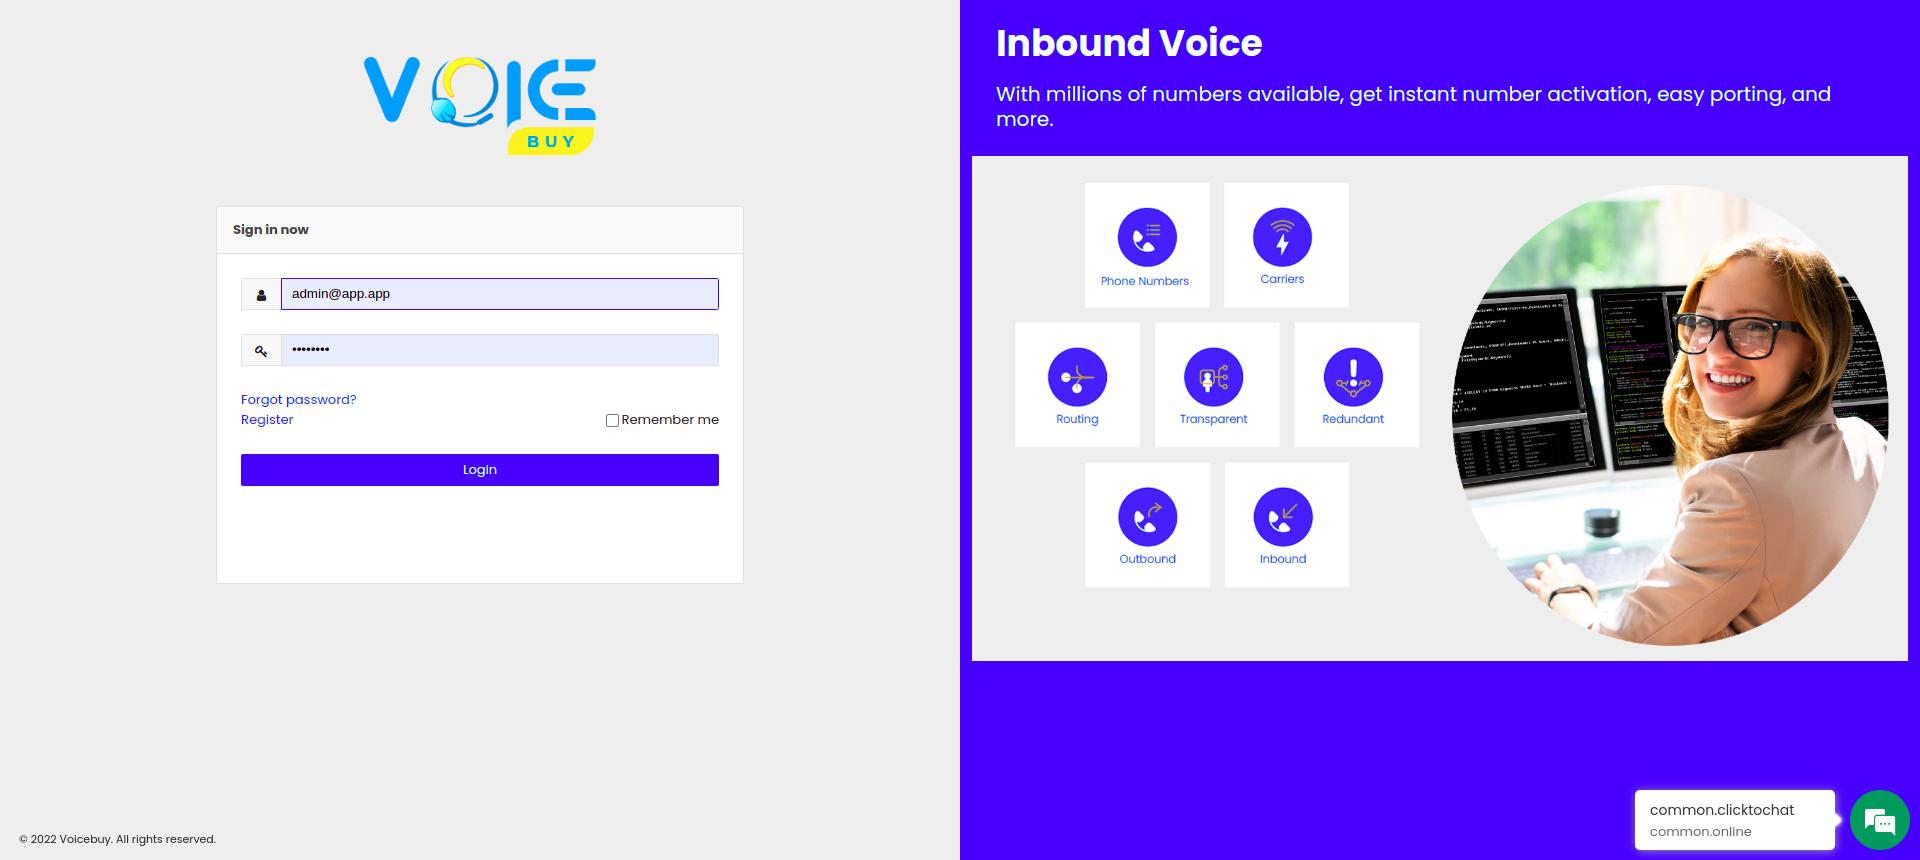 VOICE
BUY
Sign in now
admin@app.app
••••••••
Forgot password?
Register
Remember me
Login
© 2022 Voicebuy. All rights reserved.
Inbound Voice
With millions of numbers available, get instant number activation, easy porting, and
more.
Phone Numbers
Carriers
Routing
Transparent
Redundant
Outbound
Inbound
common.clicktochat
common.online